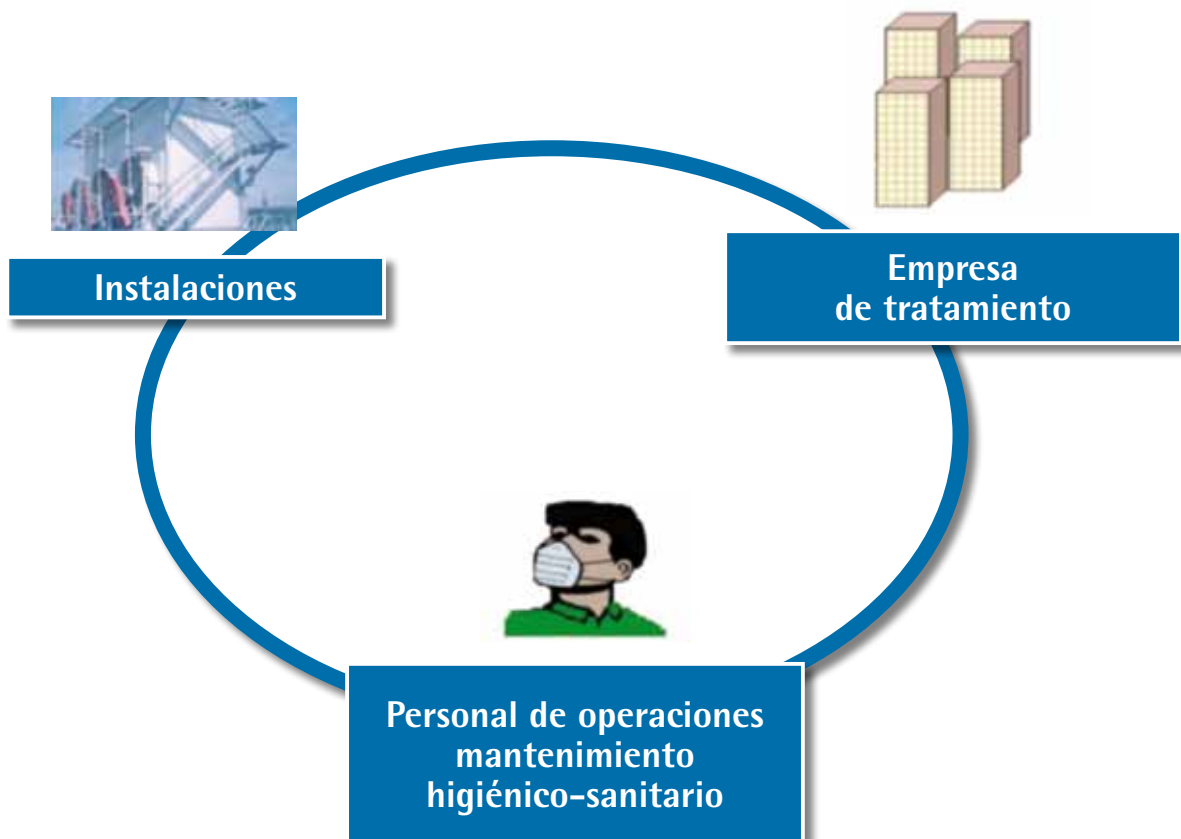 Instalaciones
Empresa
de tratamiento
Personal de operaciones
mantenimiento
higiénico-sanitario